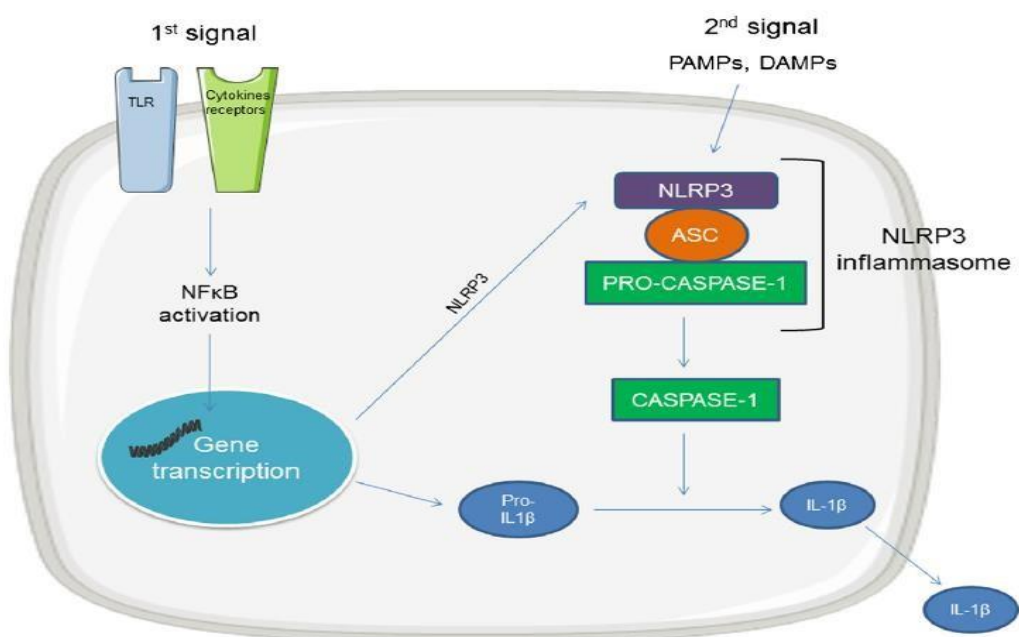 1st signal
TLR
Cytokines
receptors
NFκB
activation
Gene
transcription
NLRP3
Pro-
IL1β
2nd signal
PAMPs, DAMPs
NLRP3
ASC
PRO-CASPASE-1
NLRP3
inflammasome
CASPASE-1
IL-1β
IL-1β